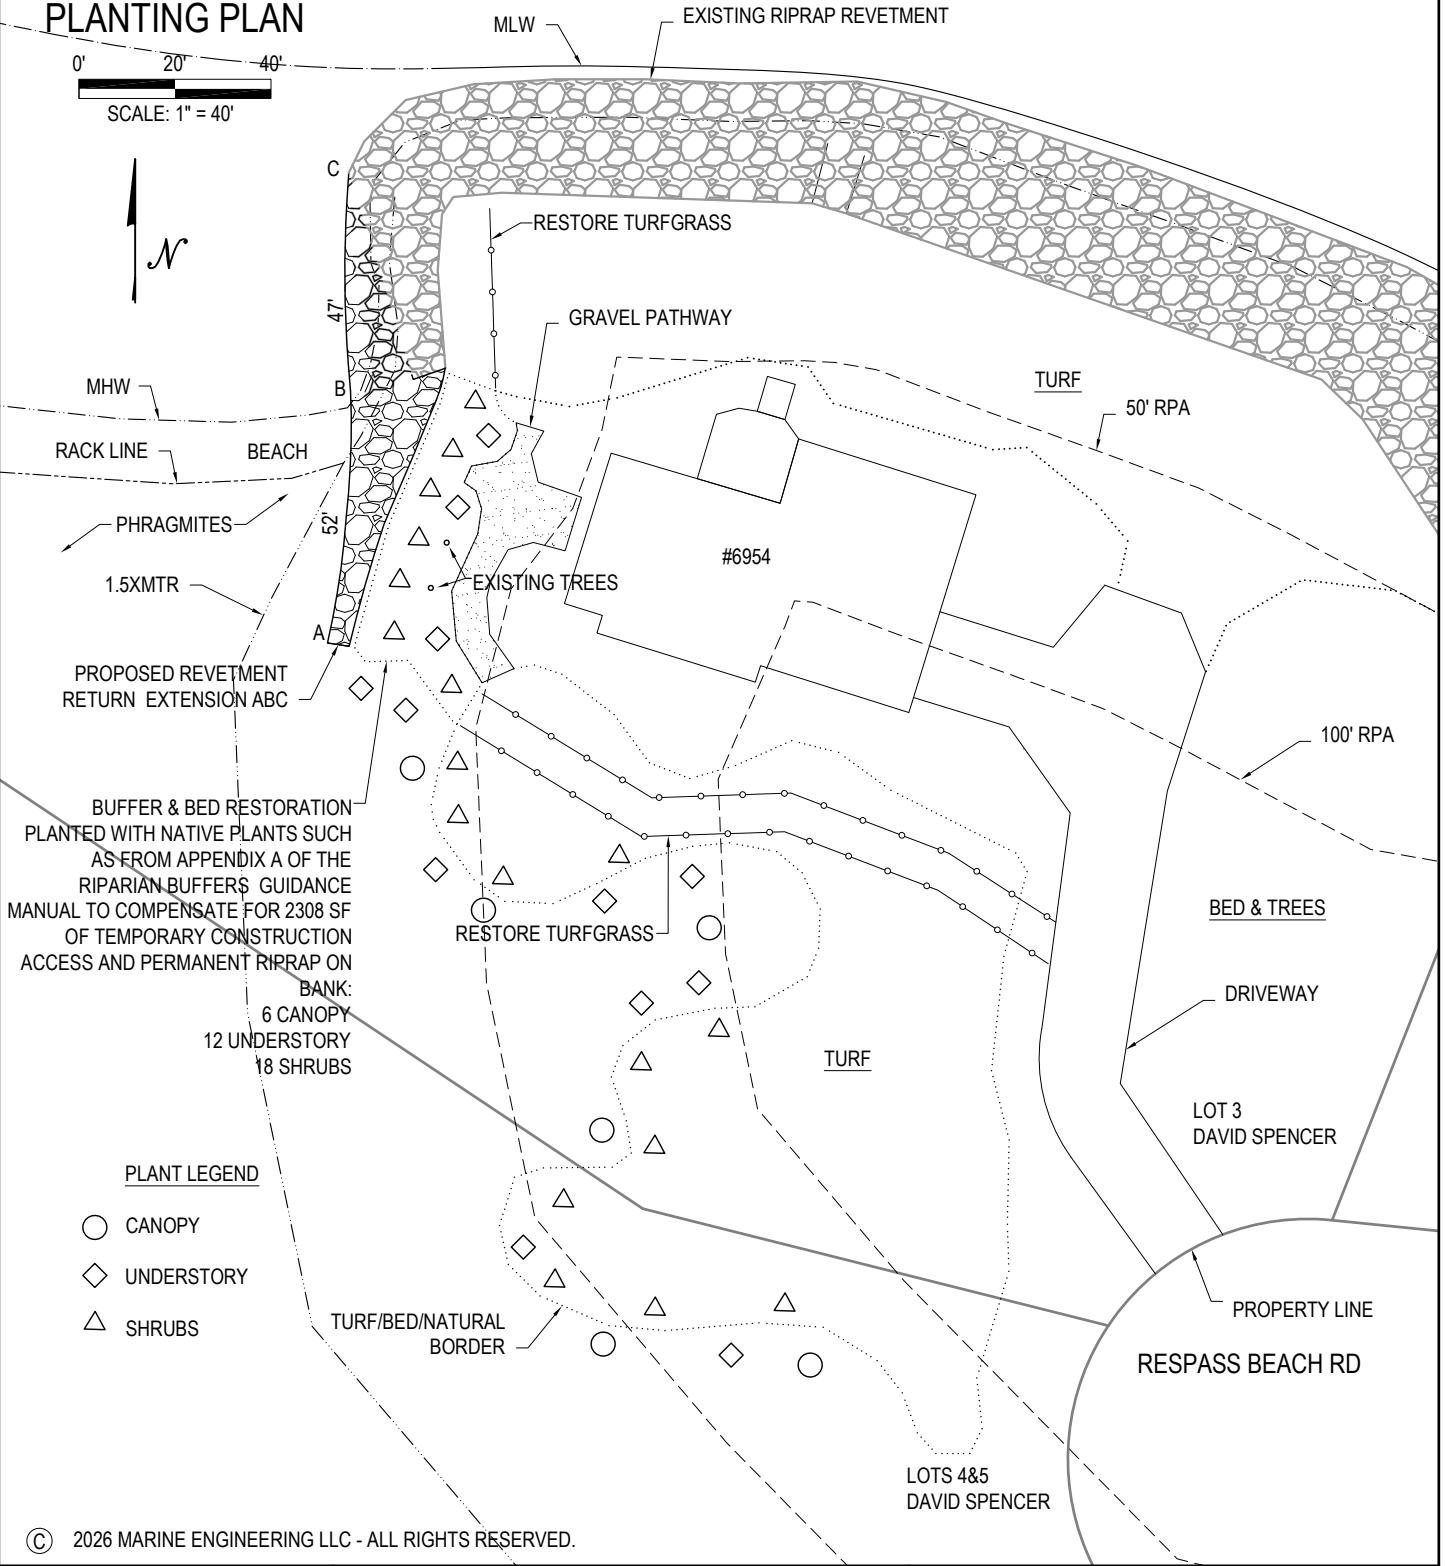 PLANTING PLAN
0' 20' 40'
SCALE: 1" = 40'
MLW
EXISTING RIPRAP REVETMENT
C
N
RESTORE TURFGRASS
47'
GRAVEL PATHWAY
TURF
MHW
B
50' RPA
RACK LINE
BEACH
PHRAGMITES
52'
#6954
1.5XMTR
EXISTING TREES
A
PROPOSED REVETMENT
RETURN EXTENSION ABC
100' RPA
BUFFER & BED RESTORATION
PLANTED WITH NATIVE PLANTS SUCH
AS FROM APPENDIX A OF THE
RIPARIAN BUFFERS GUIDANCE
MANUAL TO COMPENSATE FOR 2308 SF
OF TEMPORARY CONSTRUCTION
ACCESS AND PERMANENT RIPRAP ON
BANK:
6 CANOPY
12 UNDERSTORY
18 SHRUBS
RESTORE TURFGRASS
BED & TREES
DRIVEWAY
TURF
LOT 3
DAVID SPENCER
PLANT LEGEND
CANOPY
UNDERSTORY
SHRUBS
TURF/BED/NATURAL
BORDER
PROPERTY LINE
RESPASS BEACH RD
LOTS 4&5
DAVID SPENCER
© 2026 MARINE ENGINEERING LLC - ALL RIGHTS RESERVED.